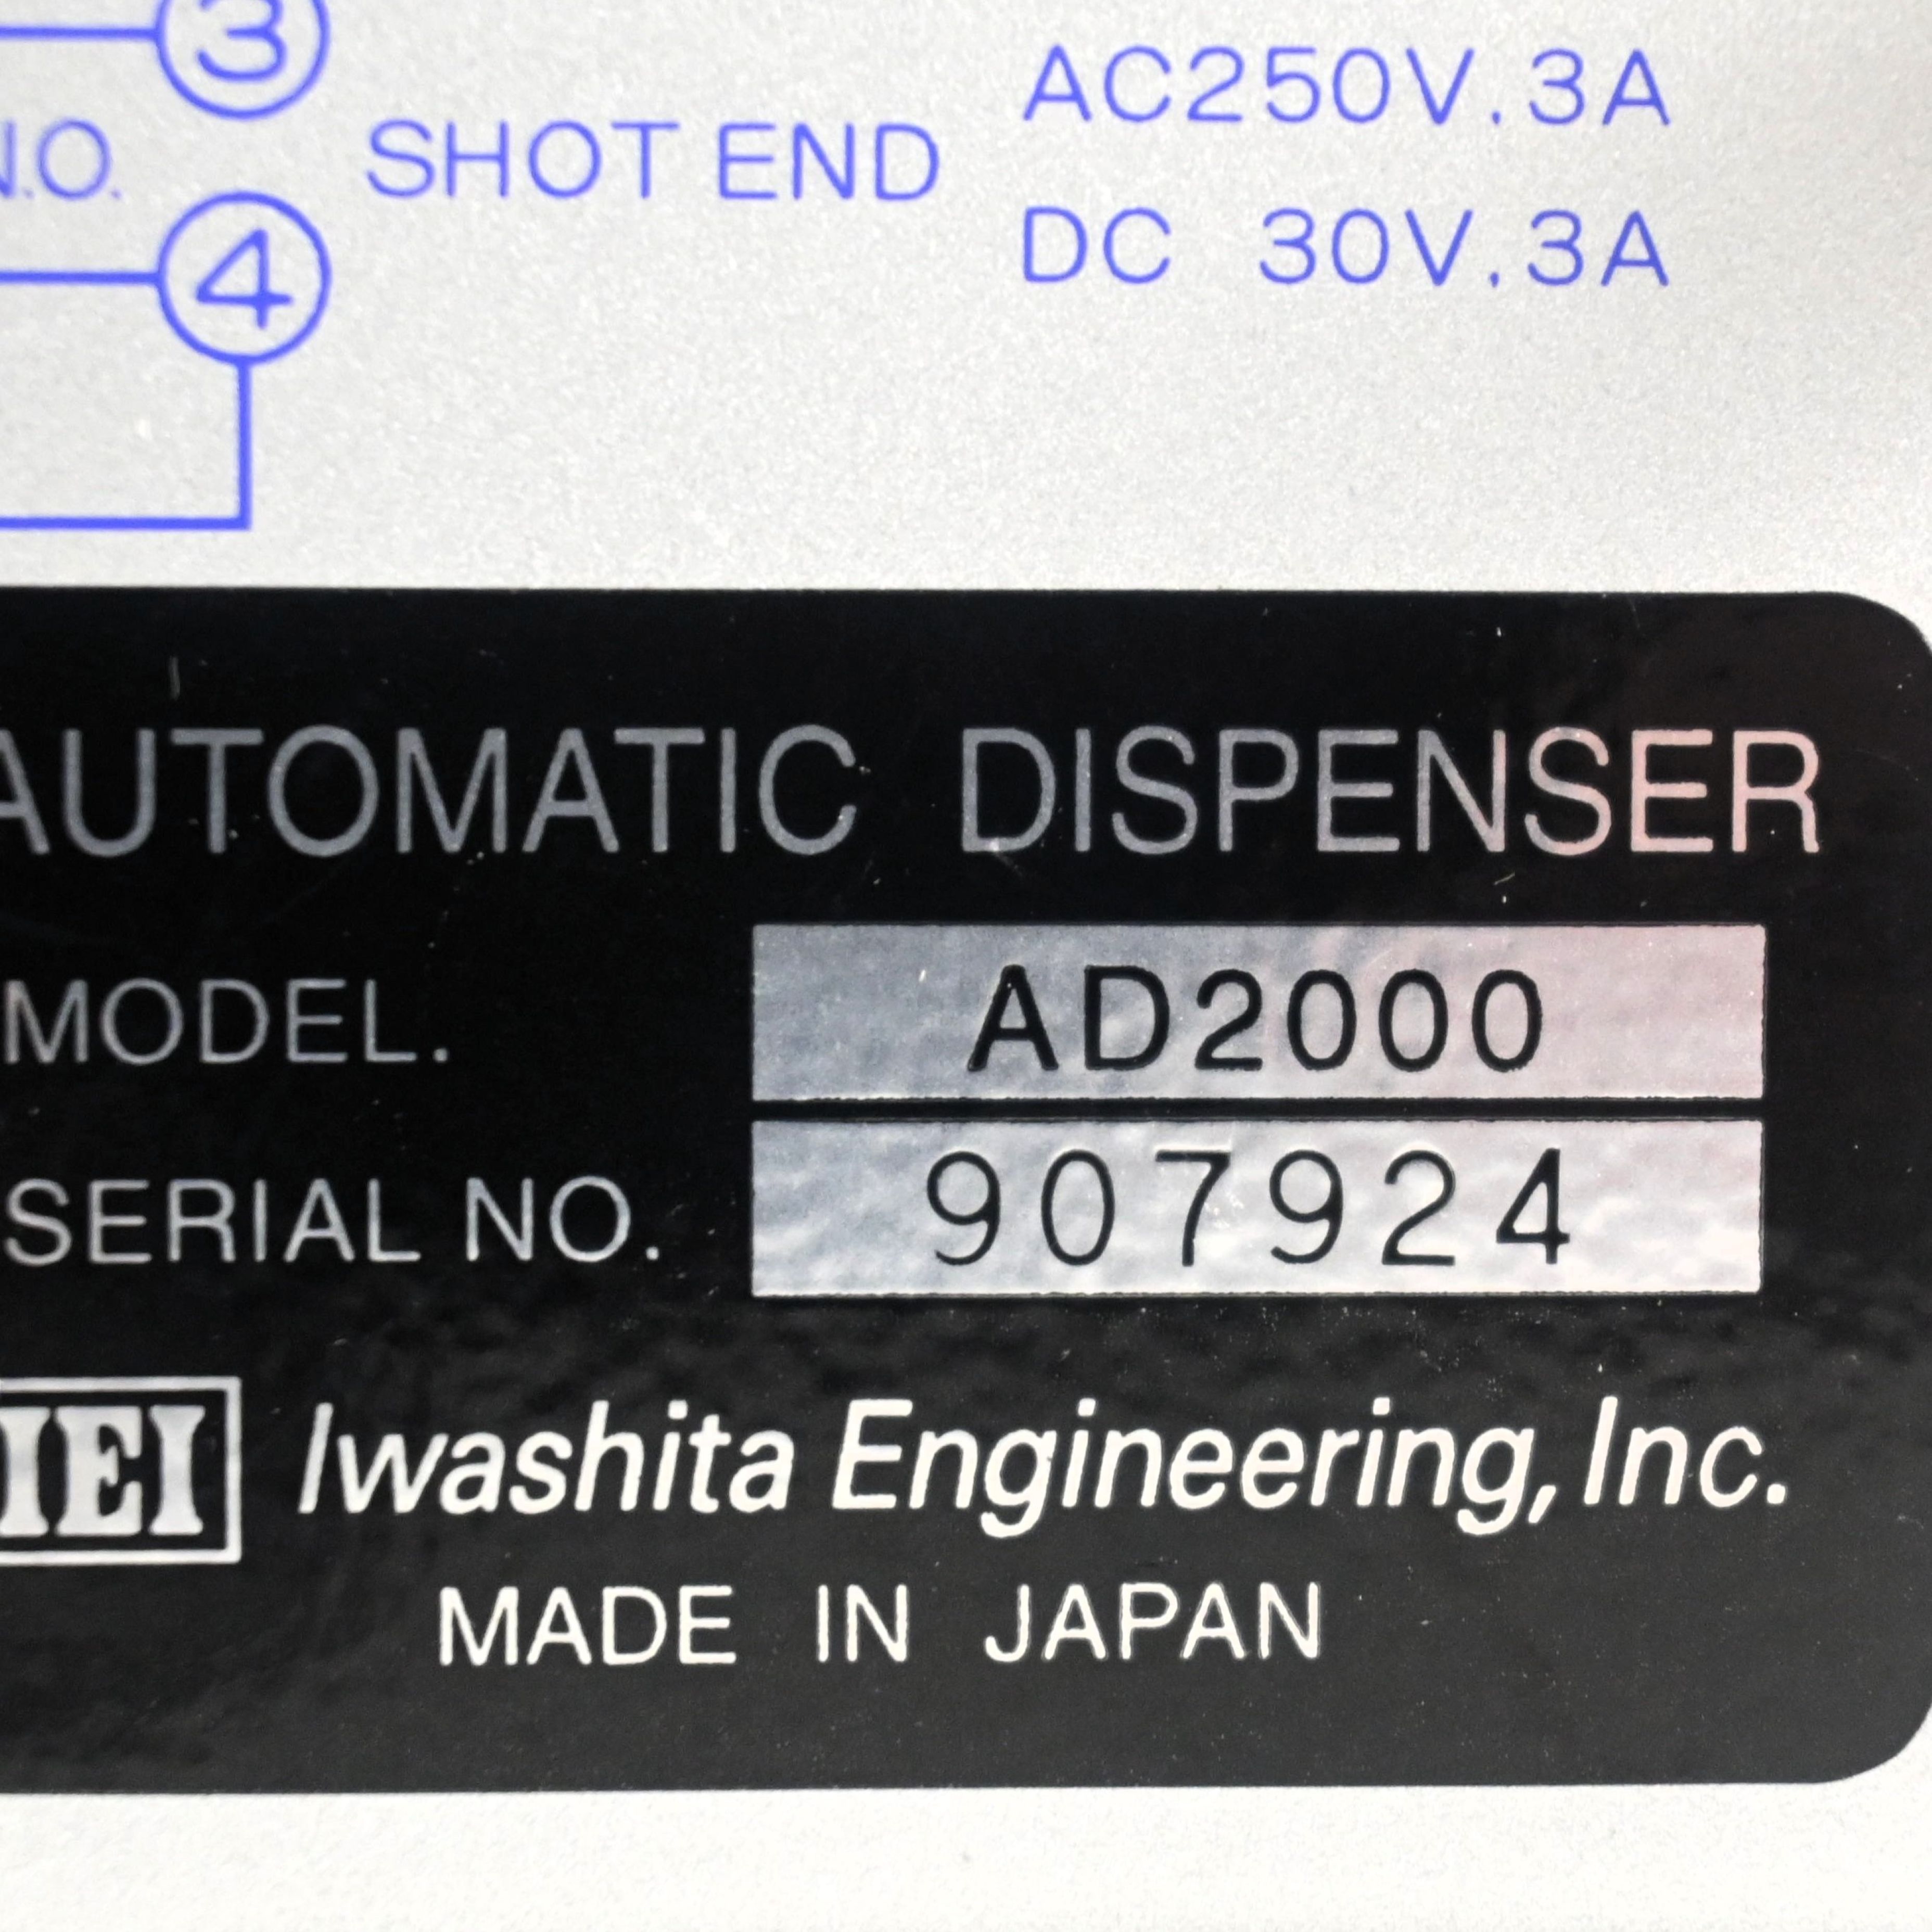 3
AC250V.3A
N.O. SHOT END
DC 30V.3A
4
AUTOMATIC DISPENSER
MODEL. AD2000
SERIAL NO. 907924
IEI Iwashita Engineering, Inc.
MADE IN JAPAN